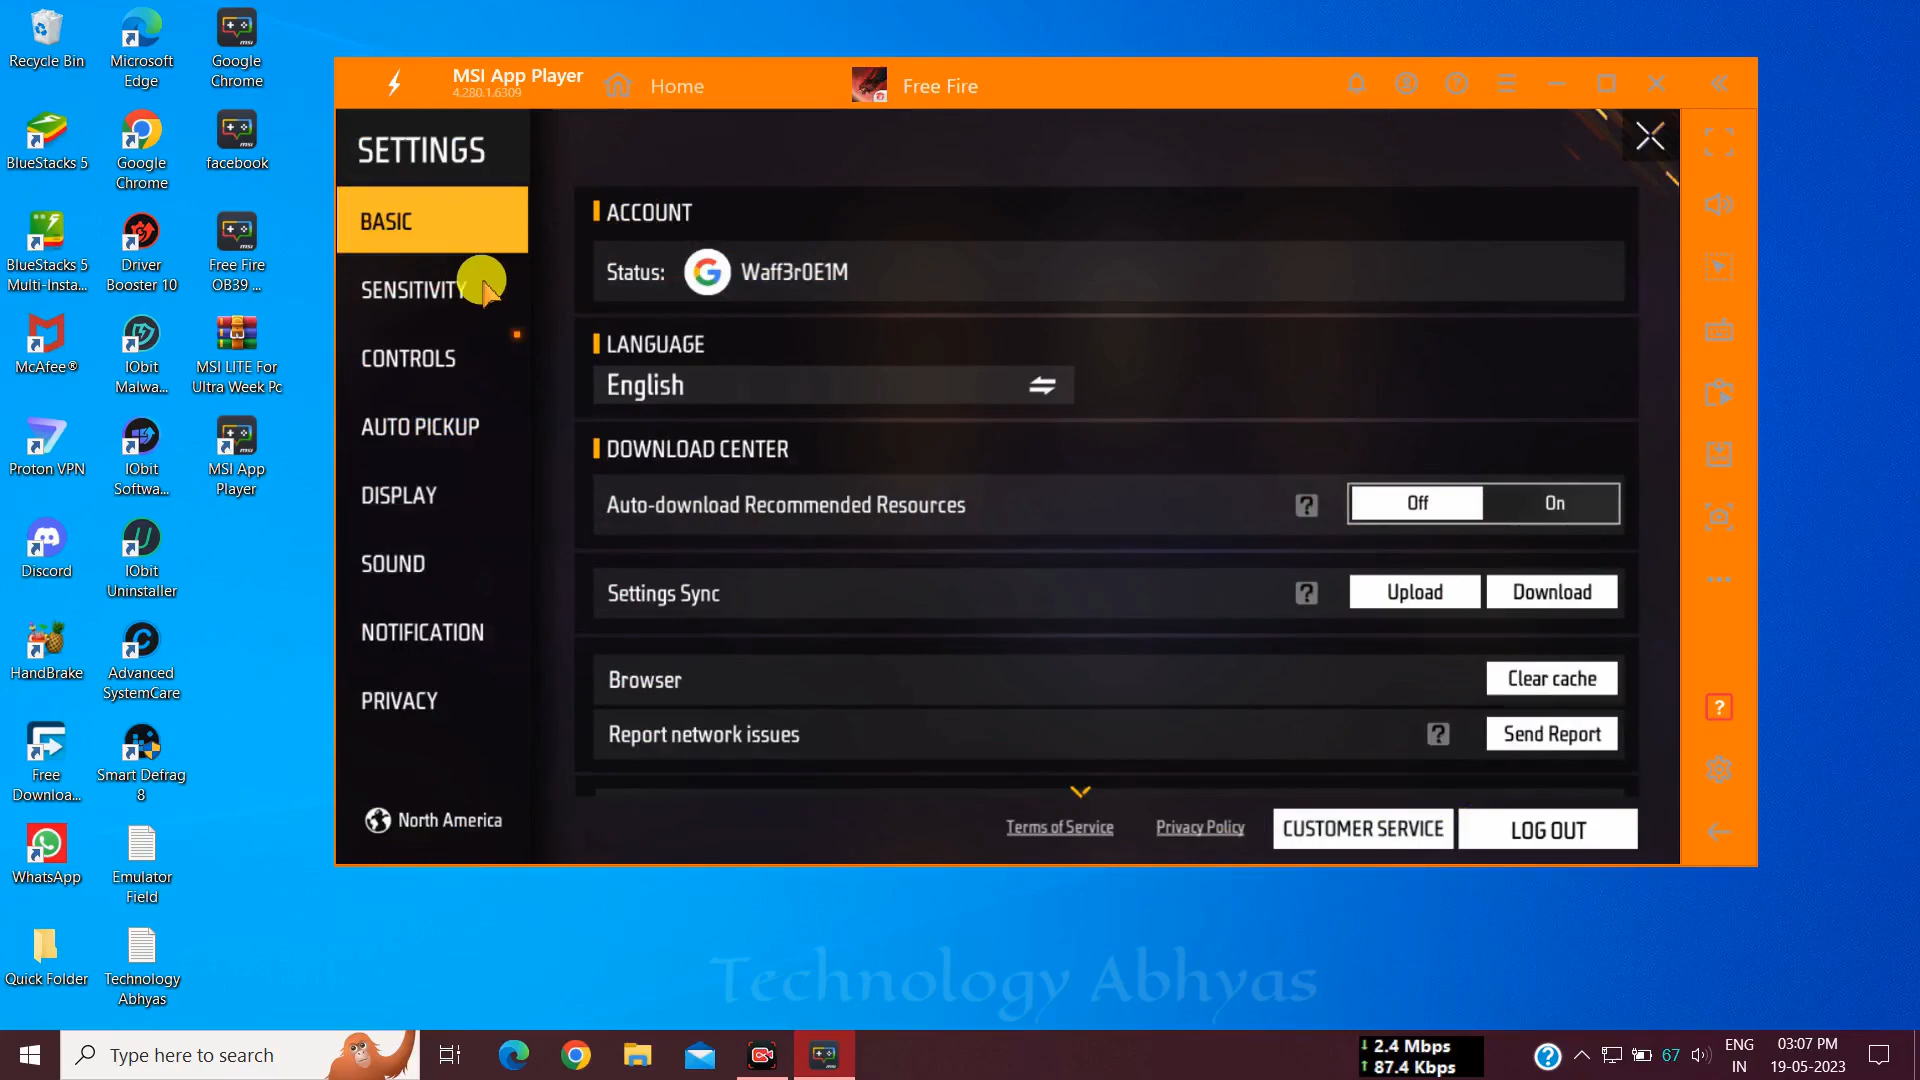 Recycle Bin
Microsoft
Edge
Google
Chrome
BlueStacks 5
Google
Chrome
facebook
BlueStacks 5
Multi-Insta...
Driver
Booster 10
Free Fire
OB39 ...
McAfee®
IObit
Malwa...
MSI LITE For
Ultra Week Pc
Proton VPN
IObit
Softwa...
MSI App
Player
Discord
IObit
Uninstaller
HandBrake
Advanced
SystemCare
Free
Downloa...
Smart Defrag
8
WhatsApp
Emulator
Field
Quick Folder
Technology
Abhyas
MSI App Player
4.280.1.6309
Home
Free Fire
SETTINGS
BASIC
SENSITIVITY
CONTROLS
AUTO PICKUP
DISPLAY
SOUND
NOTIFICATION
PRIVACY
North America
ACCOUNT
Status: G Waff3r0E1M
LANGUAGE
English
DOWNLOAD CENTER
Auto-download Recommended Resources ? Off On
Settings Sync ? Upload Download
Browser Clear cache
Report network issues ? Send Report
Terms of Service Privacy Policy CUSTOMER SERVICE LOG OUT
Technology Abhyas
Type here to search
2.4 Mbps
87.4 Kbps
67
ENG
IN
03:07 PM
19-05-2023